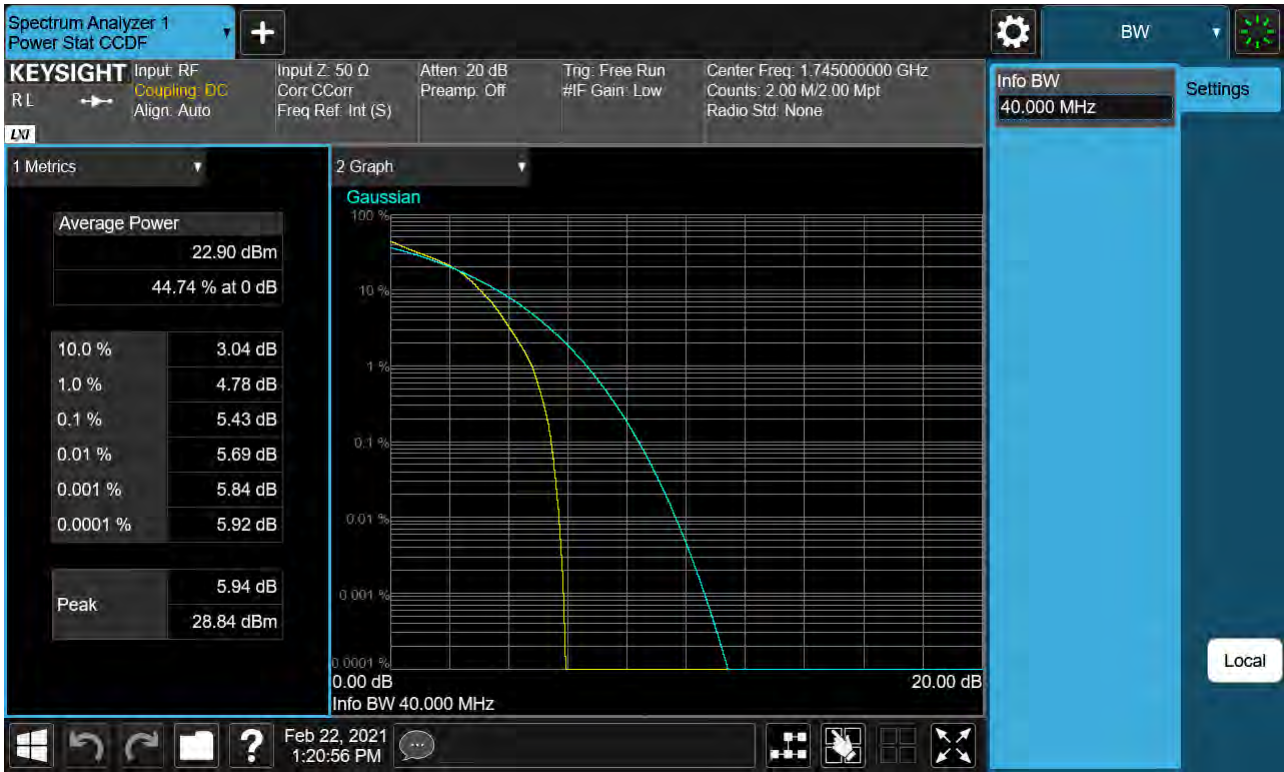 Spectrum Analyzer 1
Power Stat CCDF
+
BW
KEYSIGHT
RL
LXI
Input: RF
Coupling: DC
Align: Auto
Input Z: 50 Ω
Corr CCorr
Freq Ref: Int (S)
Atten: 20 dB
Preamp: Off
Trig: Free Run
#IF Gain: Low
Center Freq: 1.745000000 GHz
Counts: 2.00 M/2.00 Mpt
Radio Std: None
Info BW
40.000 MHz
Settings
1 Metrics
Average Power
22.90 dBm
44.74 % at 0 dB
10.0 % 3.04 dB
1.0 % 4.78 dB
0.1 % 5.43 dB
0.01 % 5.69 dB
0.001 % 5.84 dB
0.0001 % 5.92 dB
Peak
5.94 dB
28.84 dBm
2 Graph
Gaussian
100 %
10 %
1 %
0.1 %
0.01 %
0.001 %
0.0001 %
0.00 dB 20.00 dB
Info BW 40.000 MHz
Local
?
Feb 22, 2021
1:20:56 PM